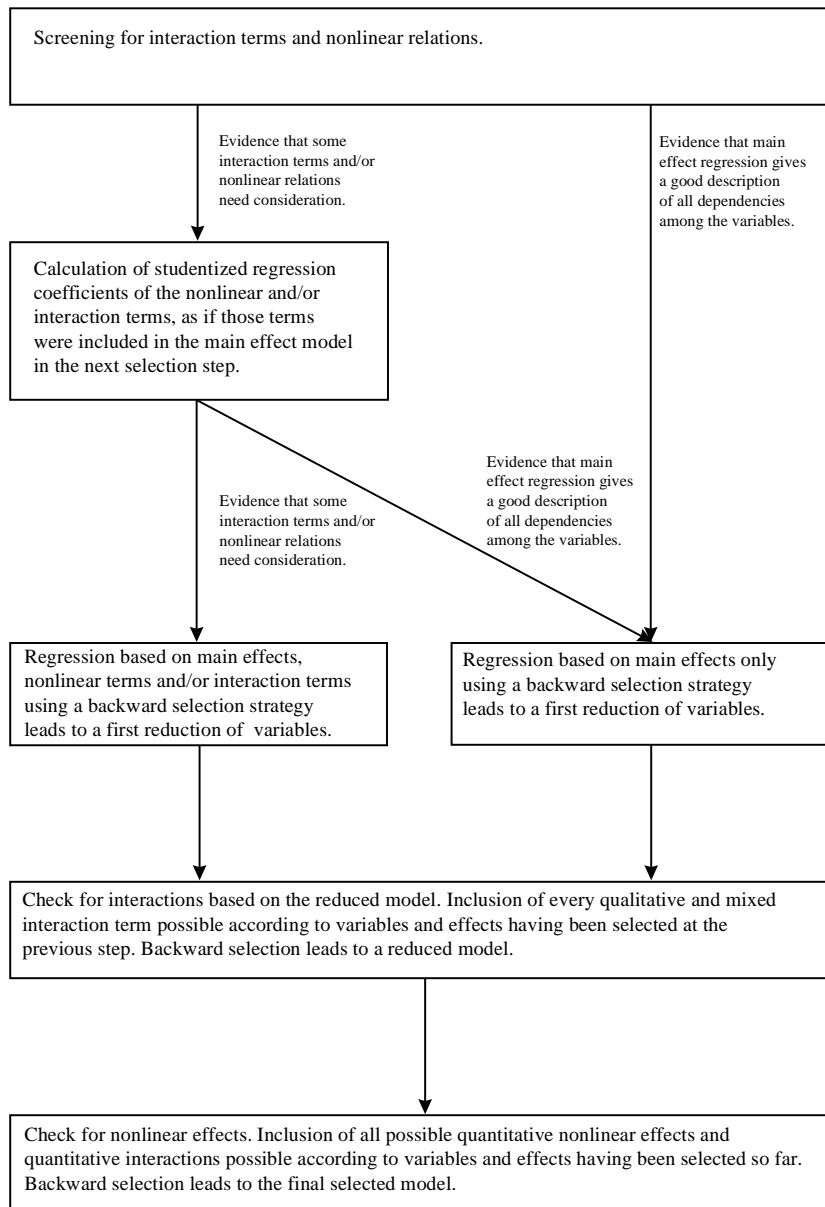 Screening for interaction terms and nonlinear relations.
Evidence that some
interaction terms and/or
nonlinear relations
need consideration.
Evidence that main
effect regression gives
a good description
of all dependencies
among the variables.
Calculation of studentized regression
coefficients of the nonlinear and/or
interaction terms, as if those terms
were included in the main effect model
in the next selection step.
Evidence that some
interaction terms and/or
nonlinear relations
need consideration.
Evidence that main
effect regression gives
a good description
of all dependencies
among the variables.
Regression based on main effects,
nonlinear terms and/or interaction terms
using a backward selection strategy
leads to a first reduction of variables.
Regression based on main effects only
using a backward selection strategy
leads to a first reduction of variables.
Check for interactions based on the reduced model. Inclusion of every qualitative and mixed
interaction term possible according to variables and effects having been selected at the
previous step. Backward selection leads to a reduced model.
Check for nonlinear effects. Inclusion of all possible quantitative nonlinear effects and
quantitative interactions possible according to variables and effects having been selected so far.
Backward selection leads to the final selected model.